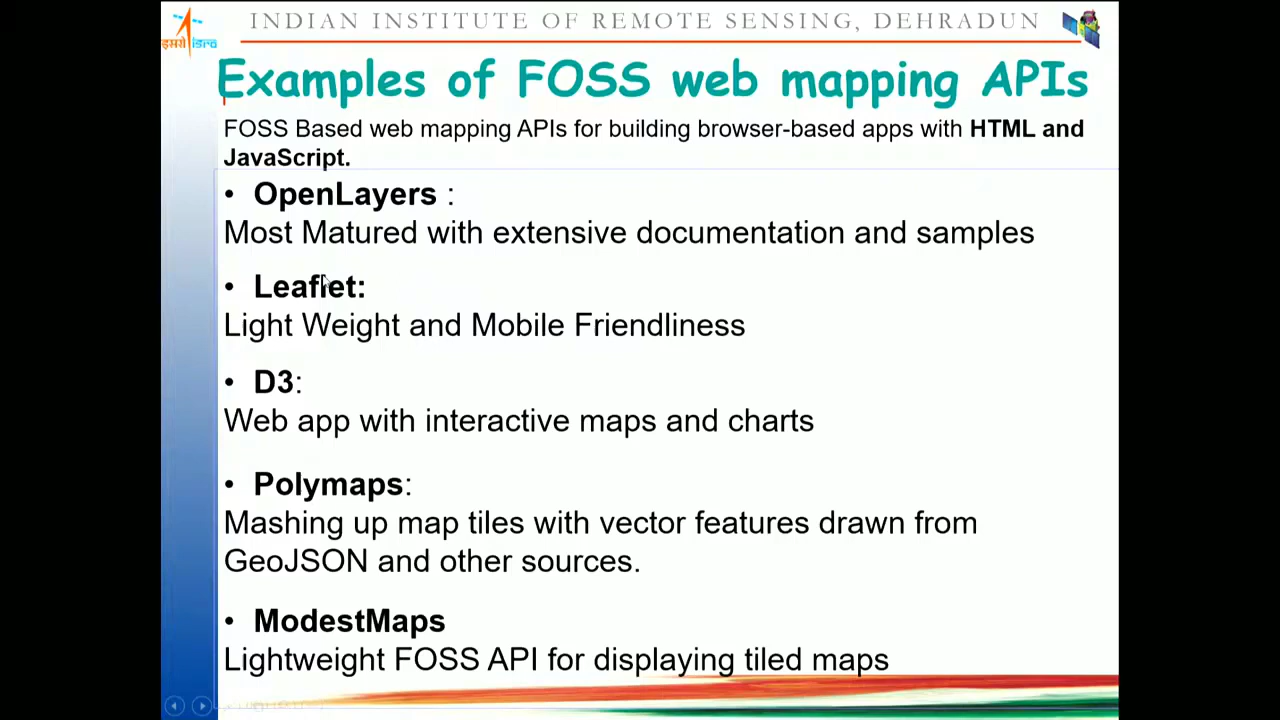 इसरो isro
INDIAN INSTITUTE OF REMOTE SENSING, DEHRADUN
Examples of FOSS web mapping APIs
FOSS Based web mapping APIs for building browser-based apps with HTML and
JavaScript.
• OpenLayers :
Most Matured with extensive documentation and samples
• Leaflet:
Light Weight and Mobile Friendliness
• D3:
Web app with interactive maps and charts
• Polymaps:
Mashing up map tiles with vector features drawn from
GeoJSON and other sources.
• ModestMaps
Lightweight FOSS API for displaying tiled maps